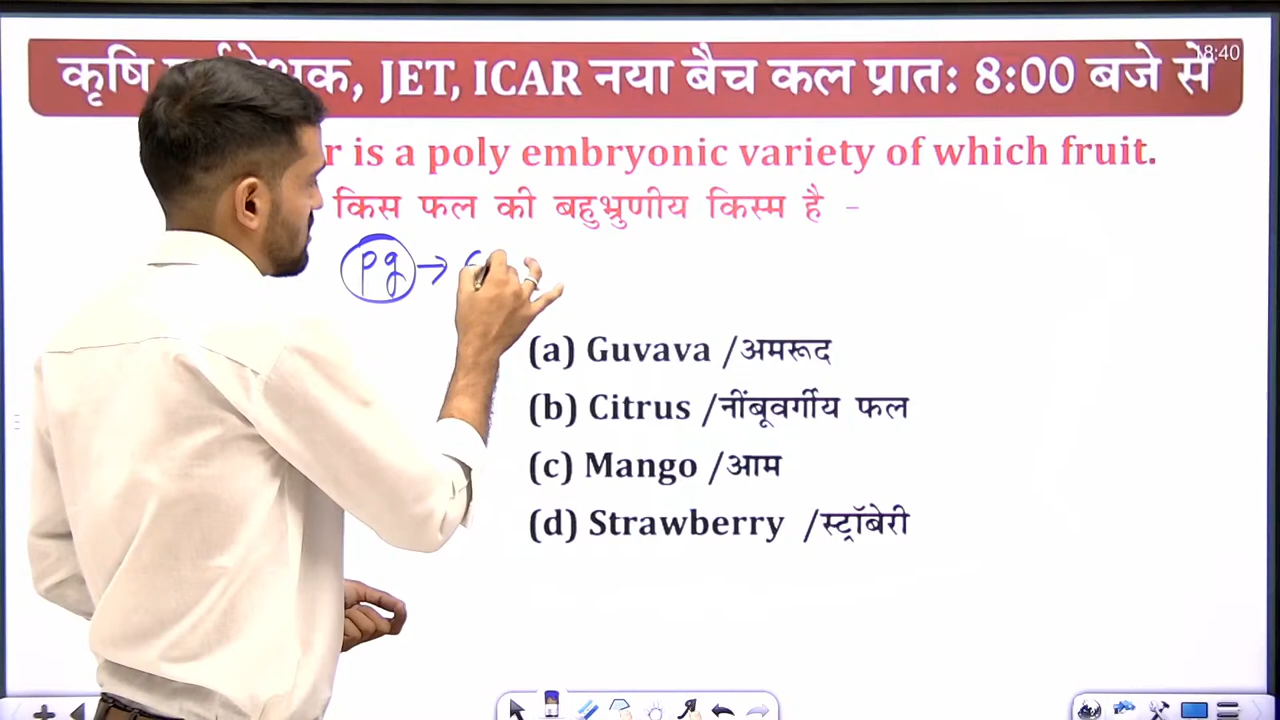 कृषि JET, ICAR नया बैच कल प्रातः 8:00 बजे से
18:40
r is a poly embryonic variety of which fruit.
किस फल की बहुभ्रुणीय किस्म है -
pg →
(a) Guvava /अमरूद
(b) Citrus /नींबूवर्गीय फल
(c) Mango /आम
(d) Strawberry /स्ट्रॉबेरी